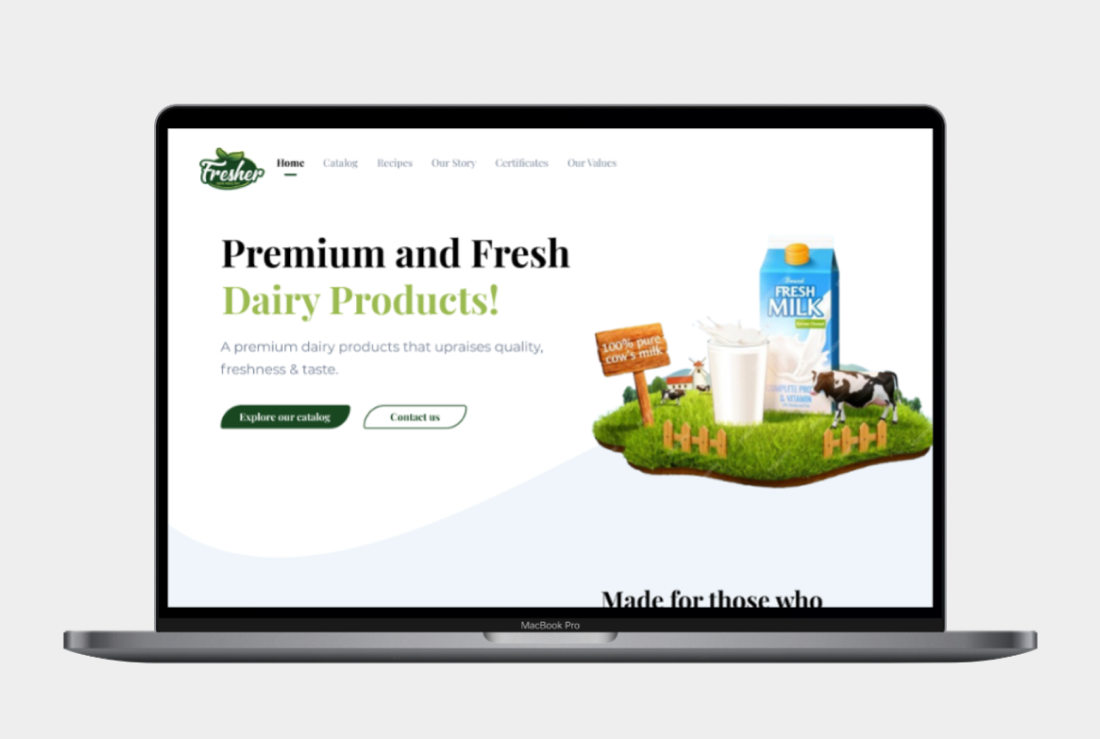 Fresher
Home Catalog Recipes Our Story Certificates Our Values
Premium and Fresh
Dairy Products!
A premium dairy products that upraises quality,
freshness & taste.
Explore our catalog Contact us
FRESH
MILK
100% pure
cow's milk
& VITAMIN
Made for those who
MacBook Pro